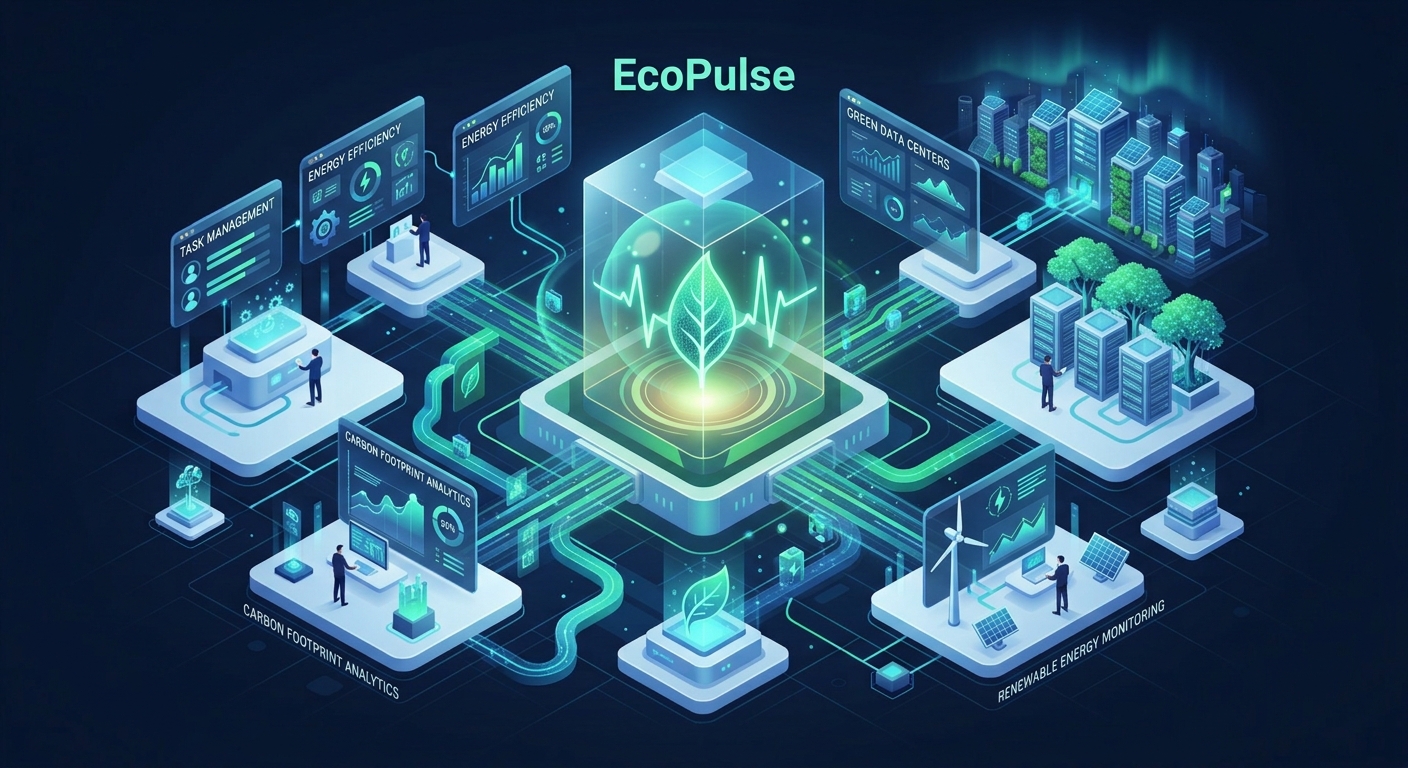 EcoPulse
TASK MANAGEMENT
ENERGY EFFICIENCY
ENERGY EFFICIENCY
GREEN DATA CENTERS
CARBON FOOTPRINT ANALYTICS
90%
CARBON FOOTPRINT ANALYTICS
RENEWABLE ENERGY MONITORING